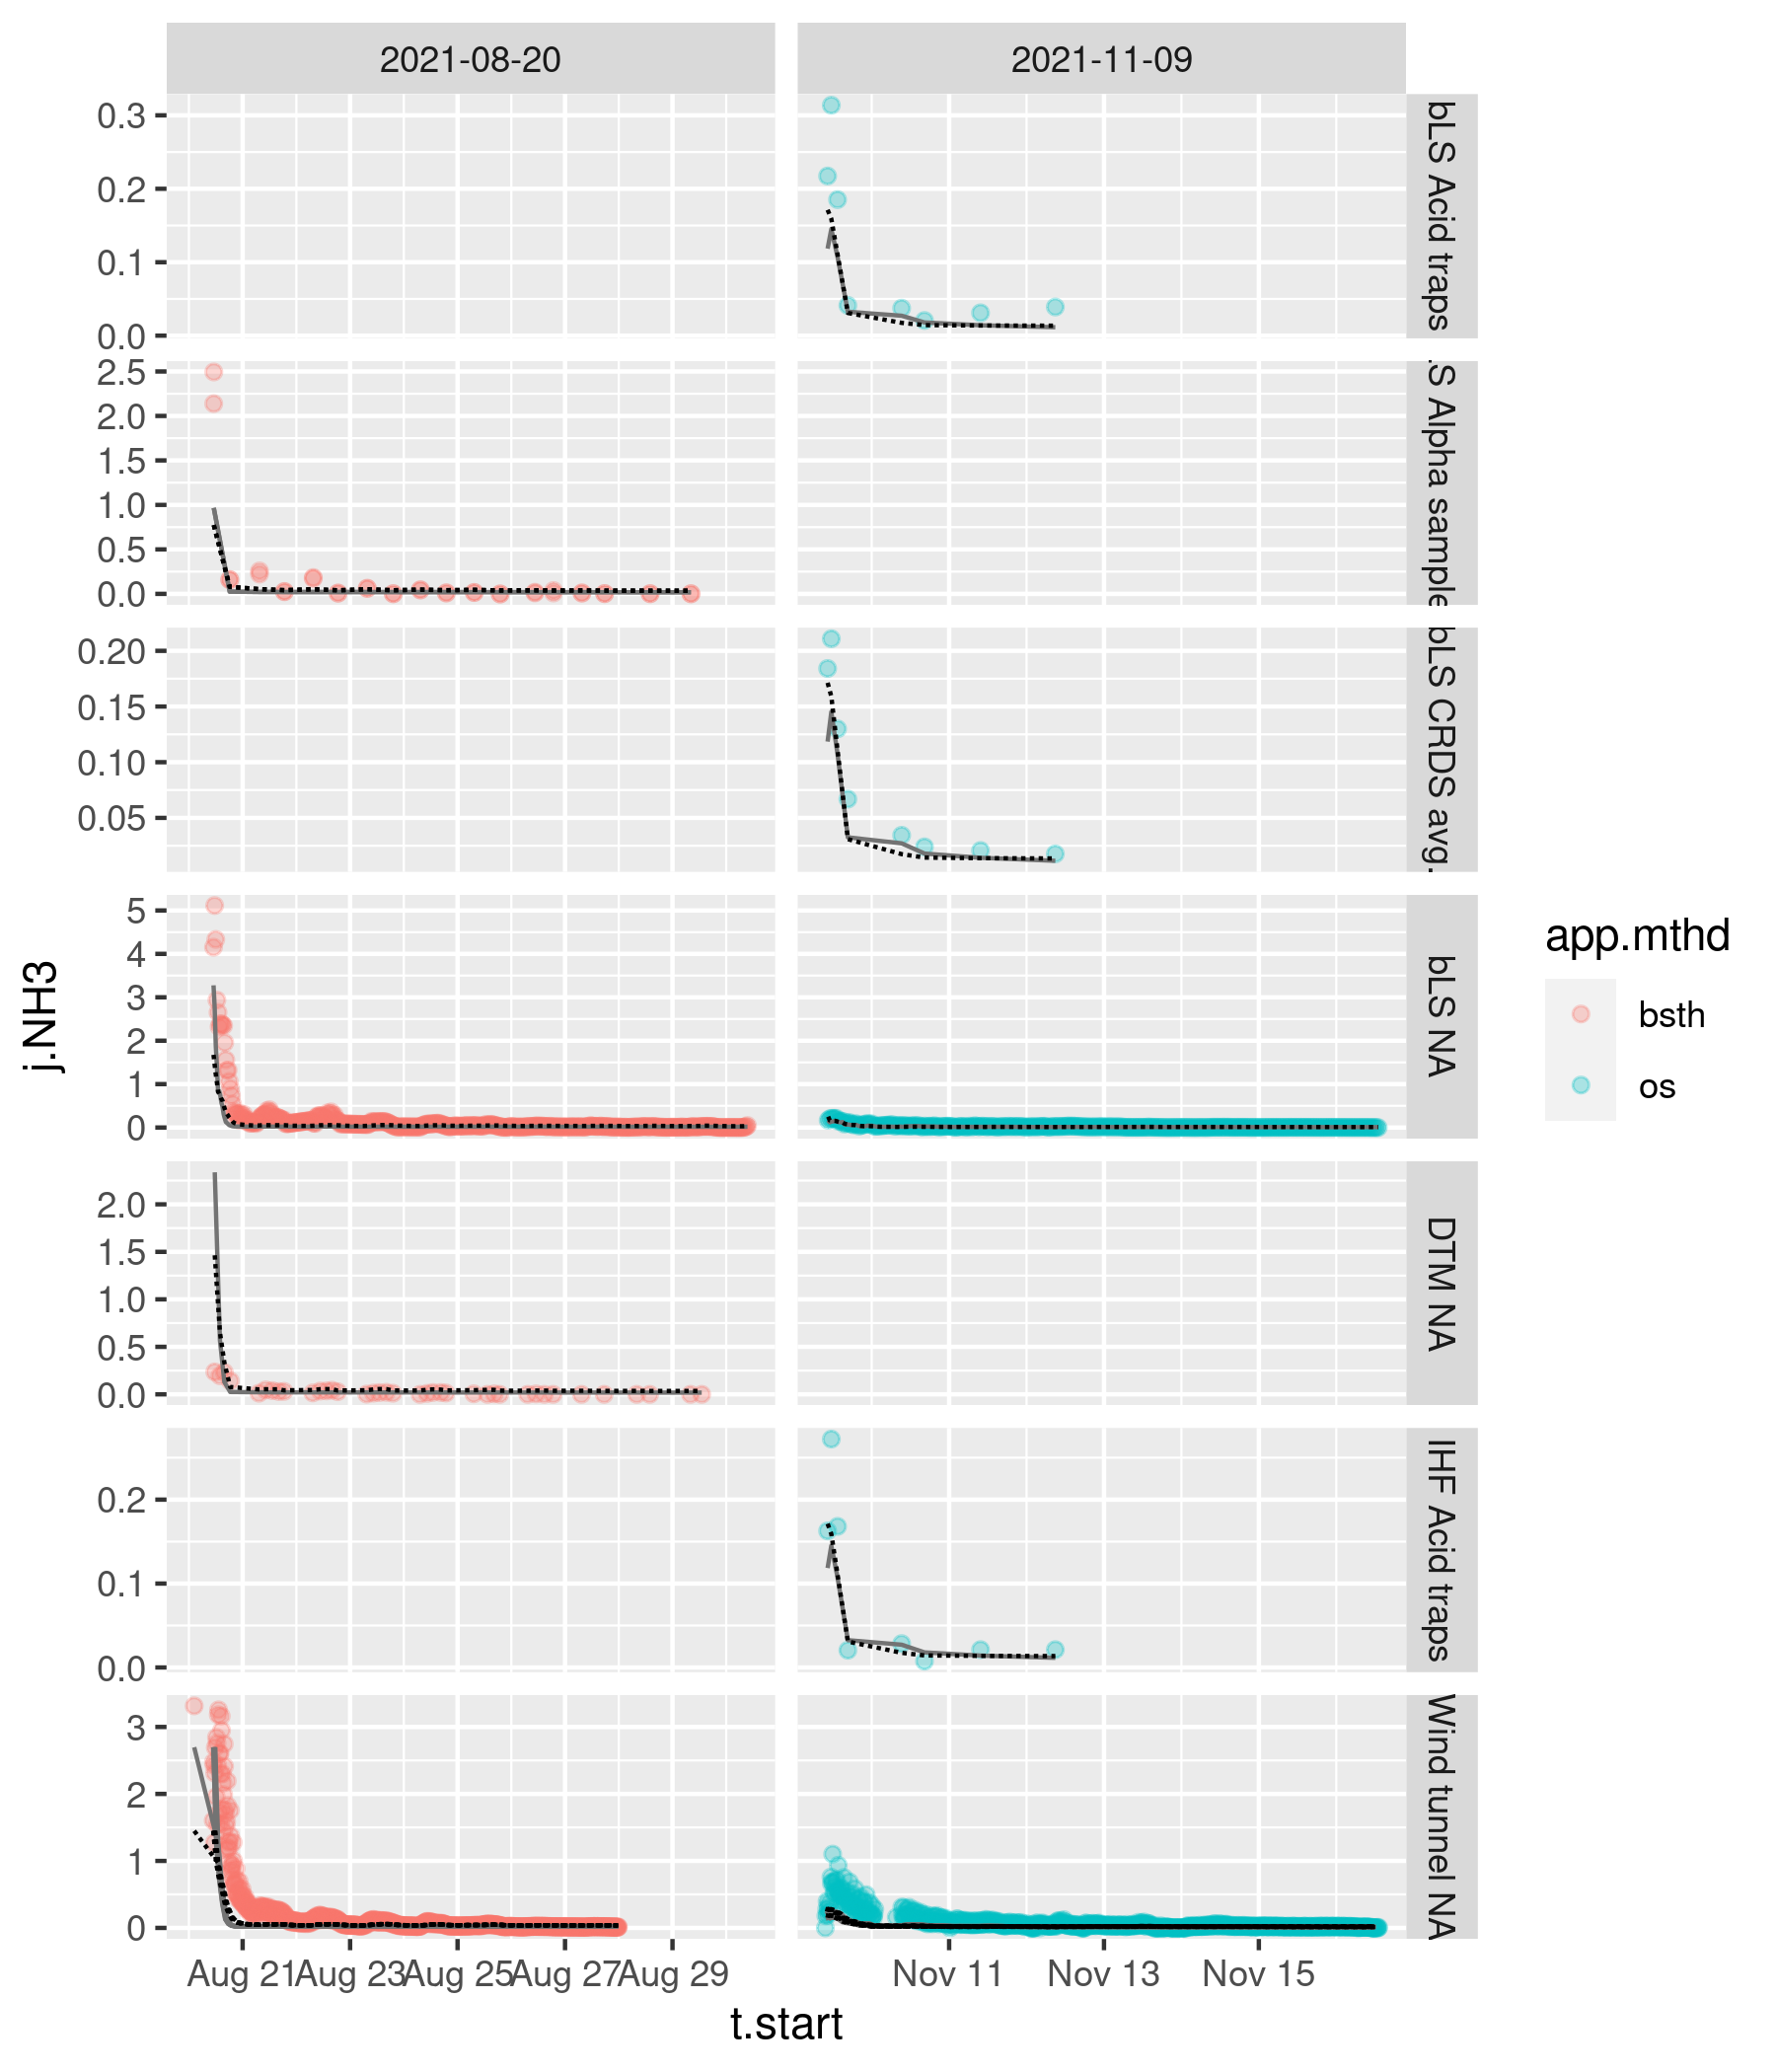 2021-08-20
2021-11-09
0.3
0.2
0.1
0.0
bLS Acid traps
2.5
2.0
1.5
1.0
0.5
0.0
S Alpha sample
0.20
0.15
0.10
0.05
bLS CRDS avg.
5
4
3
2
1
0
bLS NA
2.0
1.5
1.0
0.5
0.0
DTM NA
0.2
0.1
0.0
IHF Acid traps
3
2
1
0
Wind tunnel NA
Aug 21 Aug 23 Aug 25 Aug 27 Aug 29
Nov 11 Nov 13 Nov 15
t.start
j.NH3
app.mthd
bsth
os